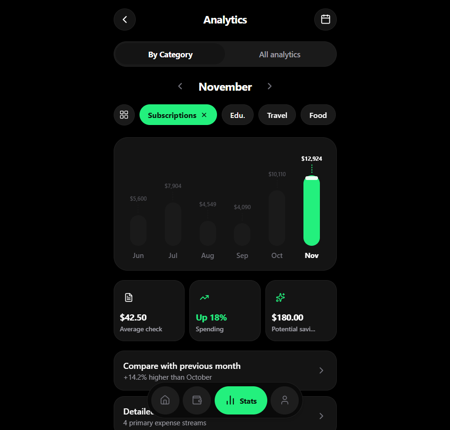 Analytics
By Category
All analytics
November
Subscriptions ×
Edu.
Travel
Food
$12,924
$10,110
$7,904
$5,600
$4,549
$4,090
Jun
Jul
Aug
Sep
Oct
Nov
$42.50
Average check
Up 18%
Spending
$180.00
Potential savi...
Compare with previous month
+14.2% higher than October
Stats
4 primary expense streams